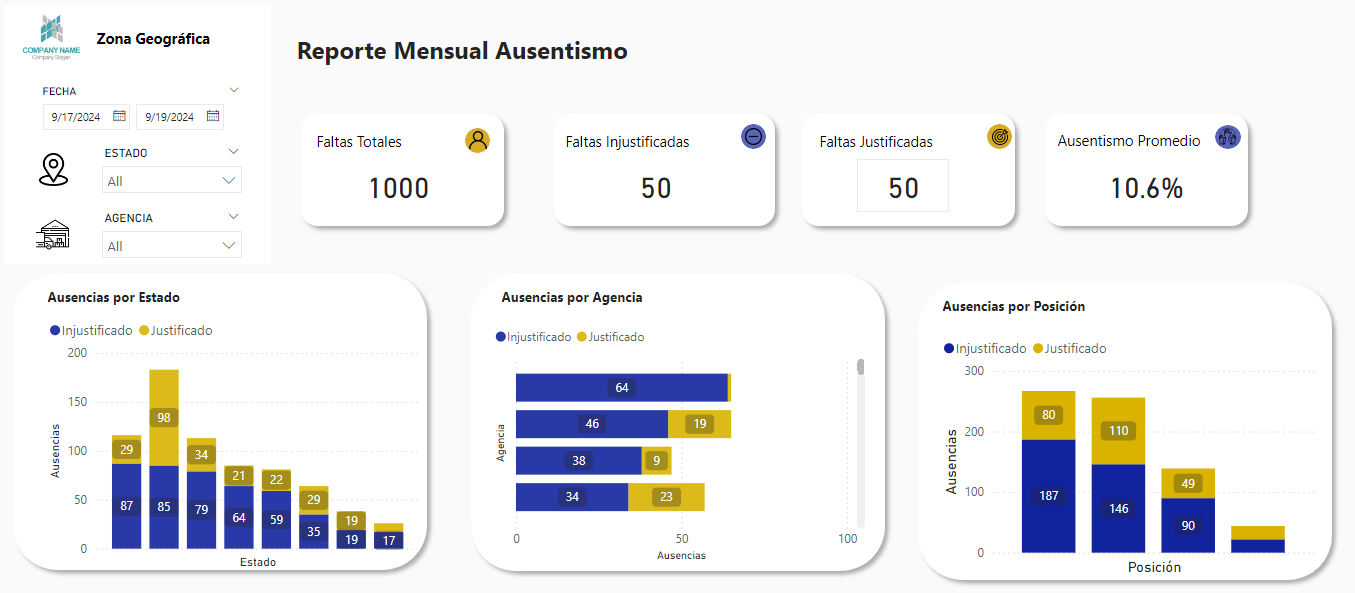 COMPANY NAME
Company Slogan
Zona Geográfica
Reporte Mensual Ausentismo
FECHA
9/17/2024
9/19/2024
ESTADO
All
AGENCIA
All
Faltas Totales
1000
Faltas Injustificadas
50
Faltas Justificadas
50
Ausentismo Promedio
10.6%
Ausencias por Estado
Injustificado Justificado
200
150
100
50
0
Ausencias
29
98
34
21
22
29
19
87
85
79
64
59
35
19
17
Estado
Ausencias por Agencia
Injustificado Justificado
Agencia
64
46 19
38 9
34 23
0 50 100
Ausencias
Ausencias por Posición
Injustificado Justificado
300
200
100
0
Ausencias
80
110
49
187
146
90
Posición